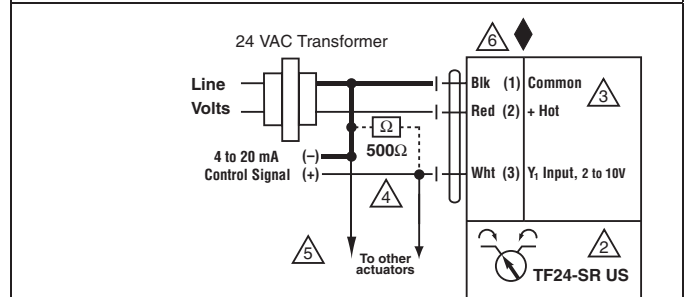 24 VAC Transformer
6
Line
Volts
Blk (1) Common
3
Red (2) + Hot
Ω
500Ω
4 to 20 mA (–)
Control Signal (+)
Wht (3) Y₁ Input, 2 to 10V
4
5
To other
actuators
2
TF24-SR US